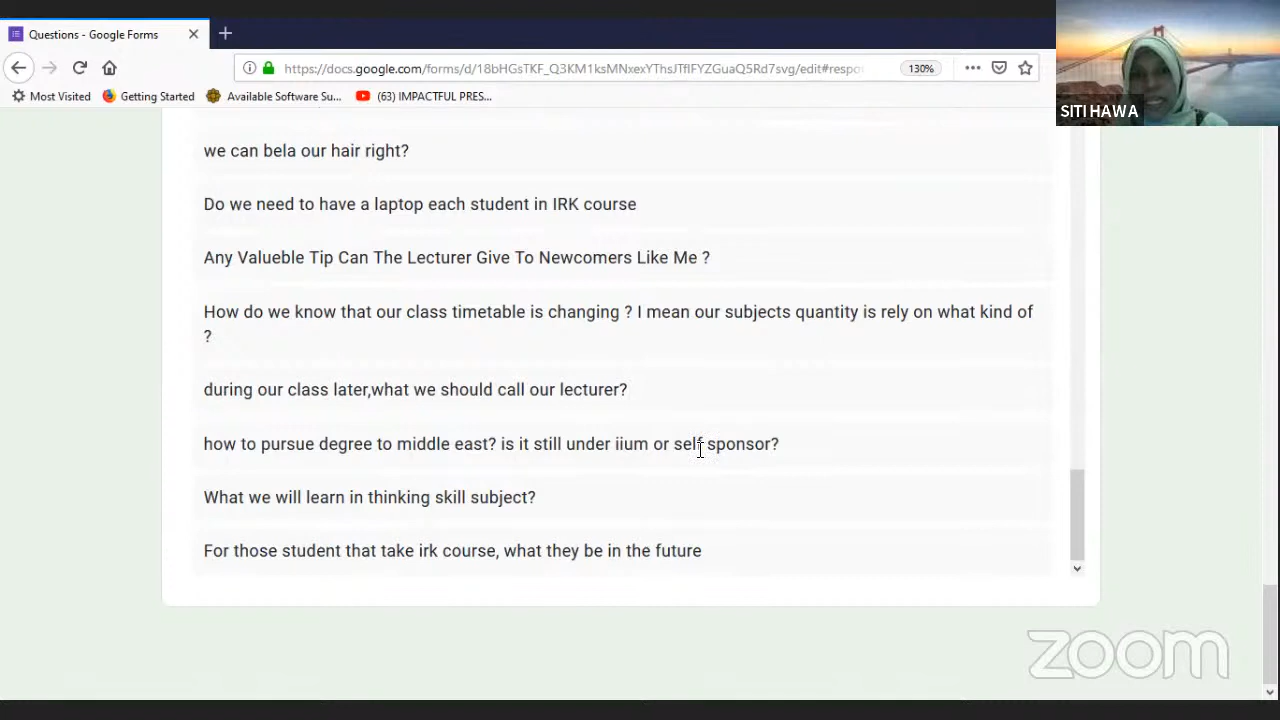 Questions - Google Forms
https://docs.google.com/forms/d/18bHGsTKF_Q3KM1ksMNxexYThsJTflFYZGuaQ5Rd7svg/edit#respo
130%
Most Visited
Getting Started
Available Software Su...
(63) IMPACTFUL PRES...
SITI HAWA
we can bela our hair right?
Do we need to have a laptop each student in IRK course
Any Valueble Tip Can The Lecturer Give To Newcomers Like Me ?
How do we know that our class timetable is changing ? I mean our subjects quantity is rely on what kind of
?
during our class later,what we should call our lecturer?
how to pursue degree to middle east? is it still under iium or self sponsor?
What we will learn in thinking skill subject?
For those student that take irk course, what they be in the future
zoom